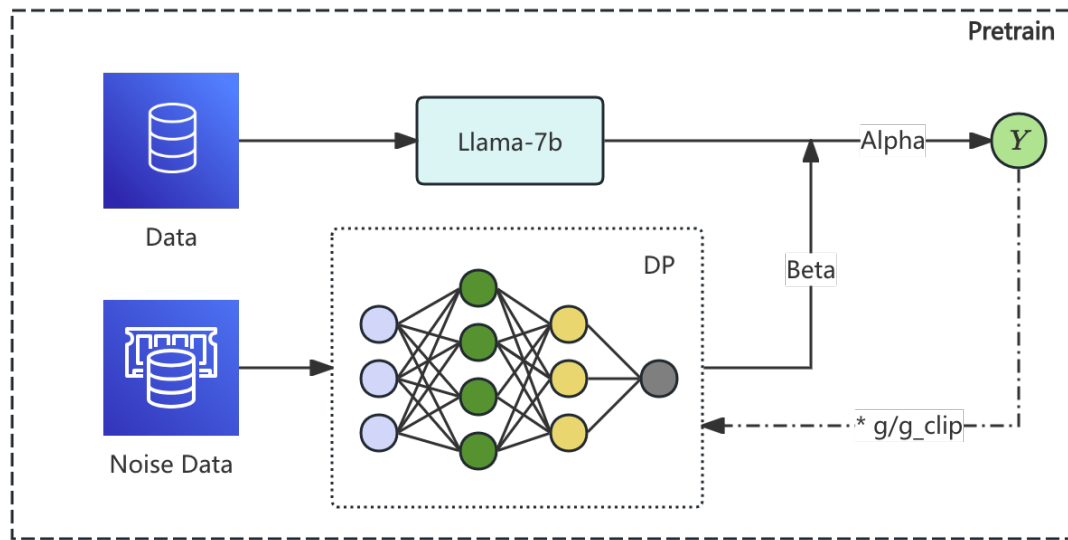 Pretrain
Llama-7b
Alpha
Y
Data
DP
Beta
* g/g_clip
Noise Data